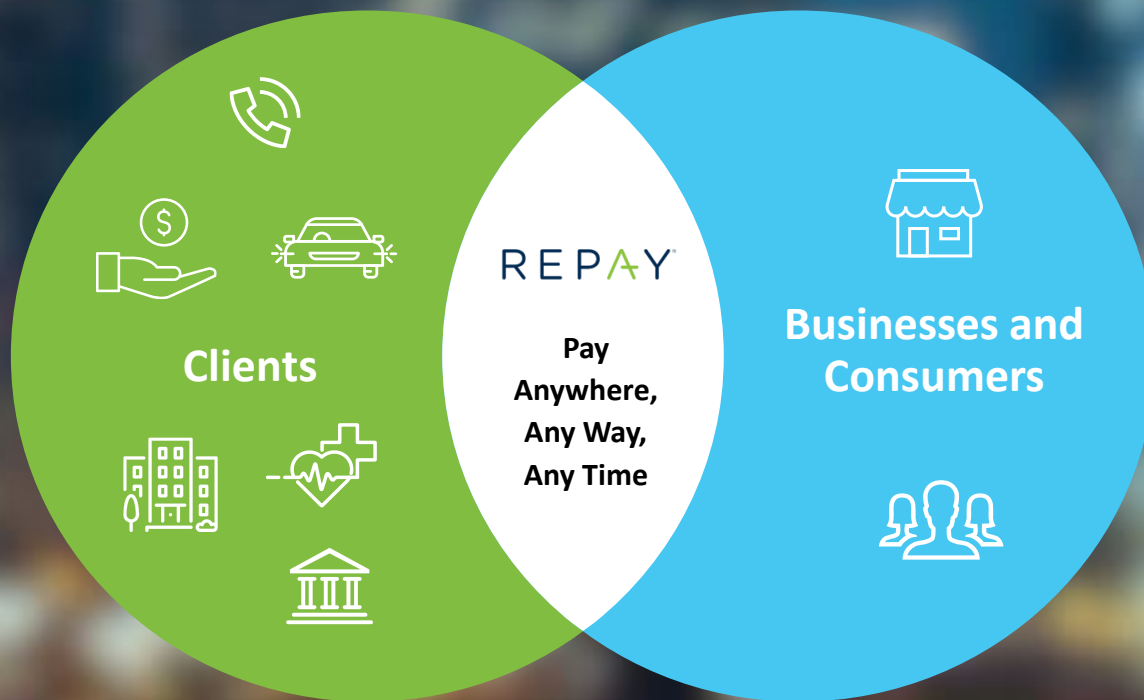 REPAY
Pay
Anywhere,
Any Way,
Any Time
Clients
Businesses and
Consumers
$